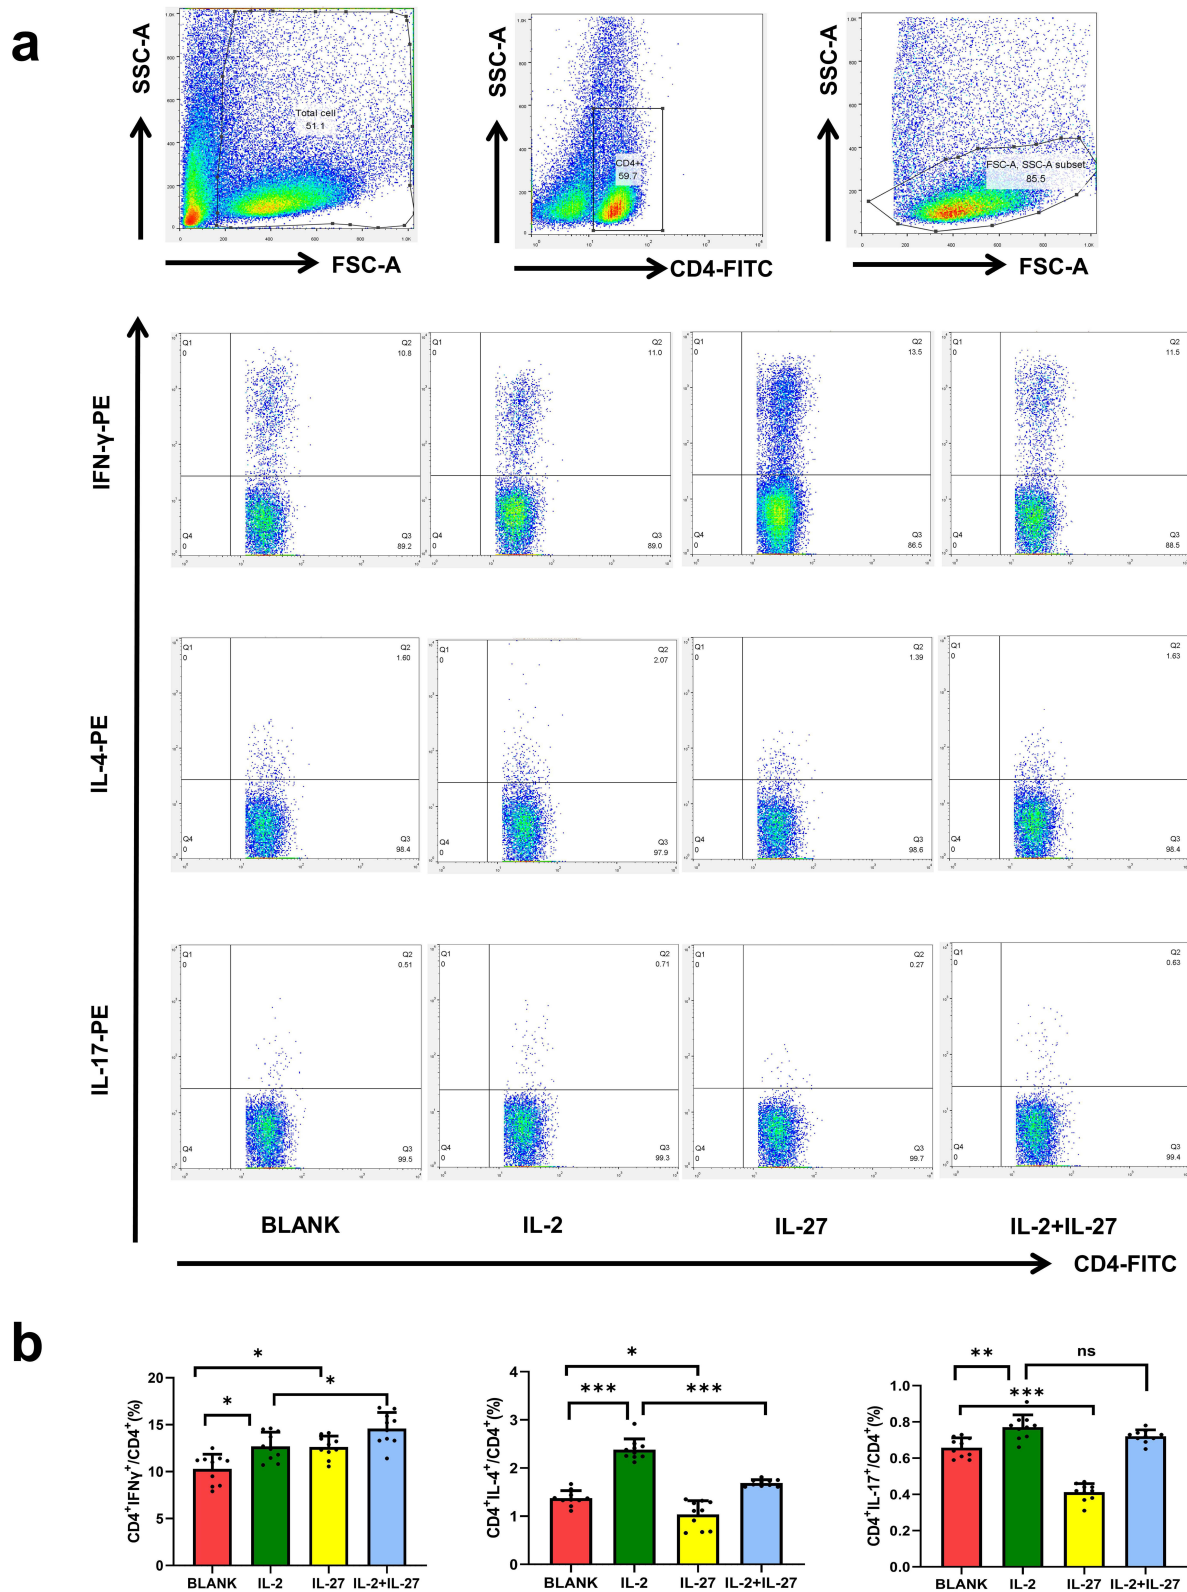 a
SSC-A
Total cell
51.1
FSC-A
SSC-A
CD4+
59.7
CD4-FITC
SSC-A
FSC-A, SSC-A subset
85.5
FSC-A
IFN-γ-PE
Q1
0
Q2
10.8
Q4
0
Q3
89.2
Q1
0
Q2
11.0
Q4
0
Q3
89.0
Q1
0
Q2
13.5
Q4
0
Q3
86.5
Q1
0
Q2
11.5
Q4
0
Q3
88.5
IL-4-PE
Q1
0
Q2
1.60
Q4
0
Q3
98.4
Q1
0
Q2
2.07
Q4
0
Q3
97.9
Q1
0
Q2
1.39
Q4
0
Q3
98.6
Q1
0
Q2
1.63
Q4
0
Q3
98.4
IL-17-PE
Q1
0
Q2
0.51
Q4
0
Q3
99.5
Q1
0
Q2
0.71
Q4
0
Q3
99.3
Q1
0
Q2
0.27
Q4
0
Q3
99.7
Q1
0
Q2
0.63
Q4
0
Q3
99.4
BLANK IL-2 IL-27 IL-2+IL-27
CD4-FITC
b
CD4+IFNγ+/CD4+(%)
20
15
10
5
0
*
*
*
BLANK IL-2 IL-27 IL-2+IL-27
CD4+IL-4+/CD4+(%)
4
3
2
1
0
*
*** ***
BLANK IL-2 IL-27 IL-2+IL-27
CD4+IL-17+/CD4+(%)
1.0
0.8
0.6
0.4
0.2
0.0
** ns
***
BLANK IL-2 IL-27 IL-2+IL-27